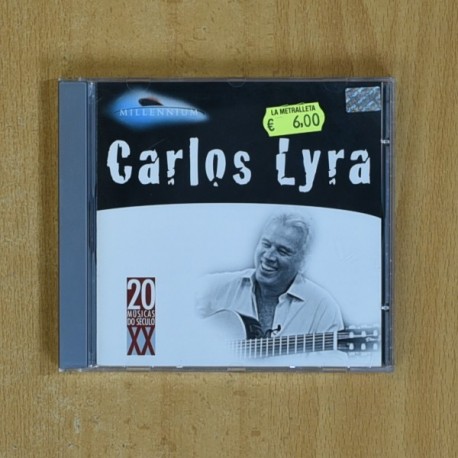 MILLENNIUM
LA METRALLETA
€ 6,00
Carlos Lyra
20
MÚSICAS
DO SÉCULO
XX